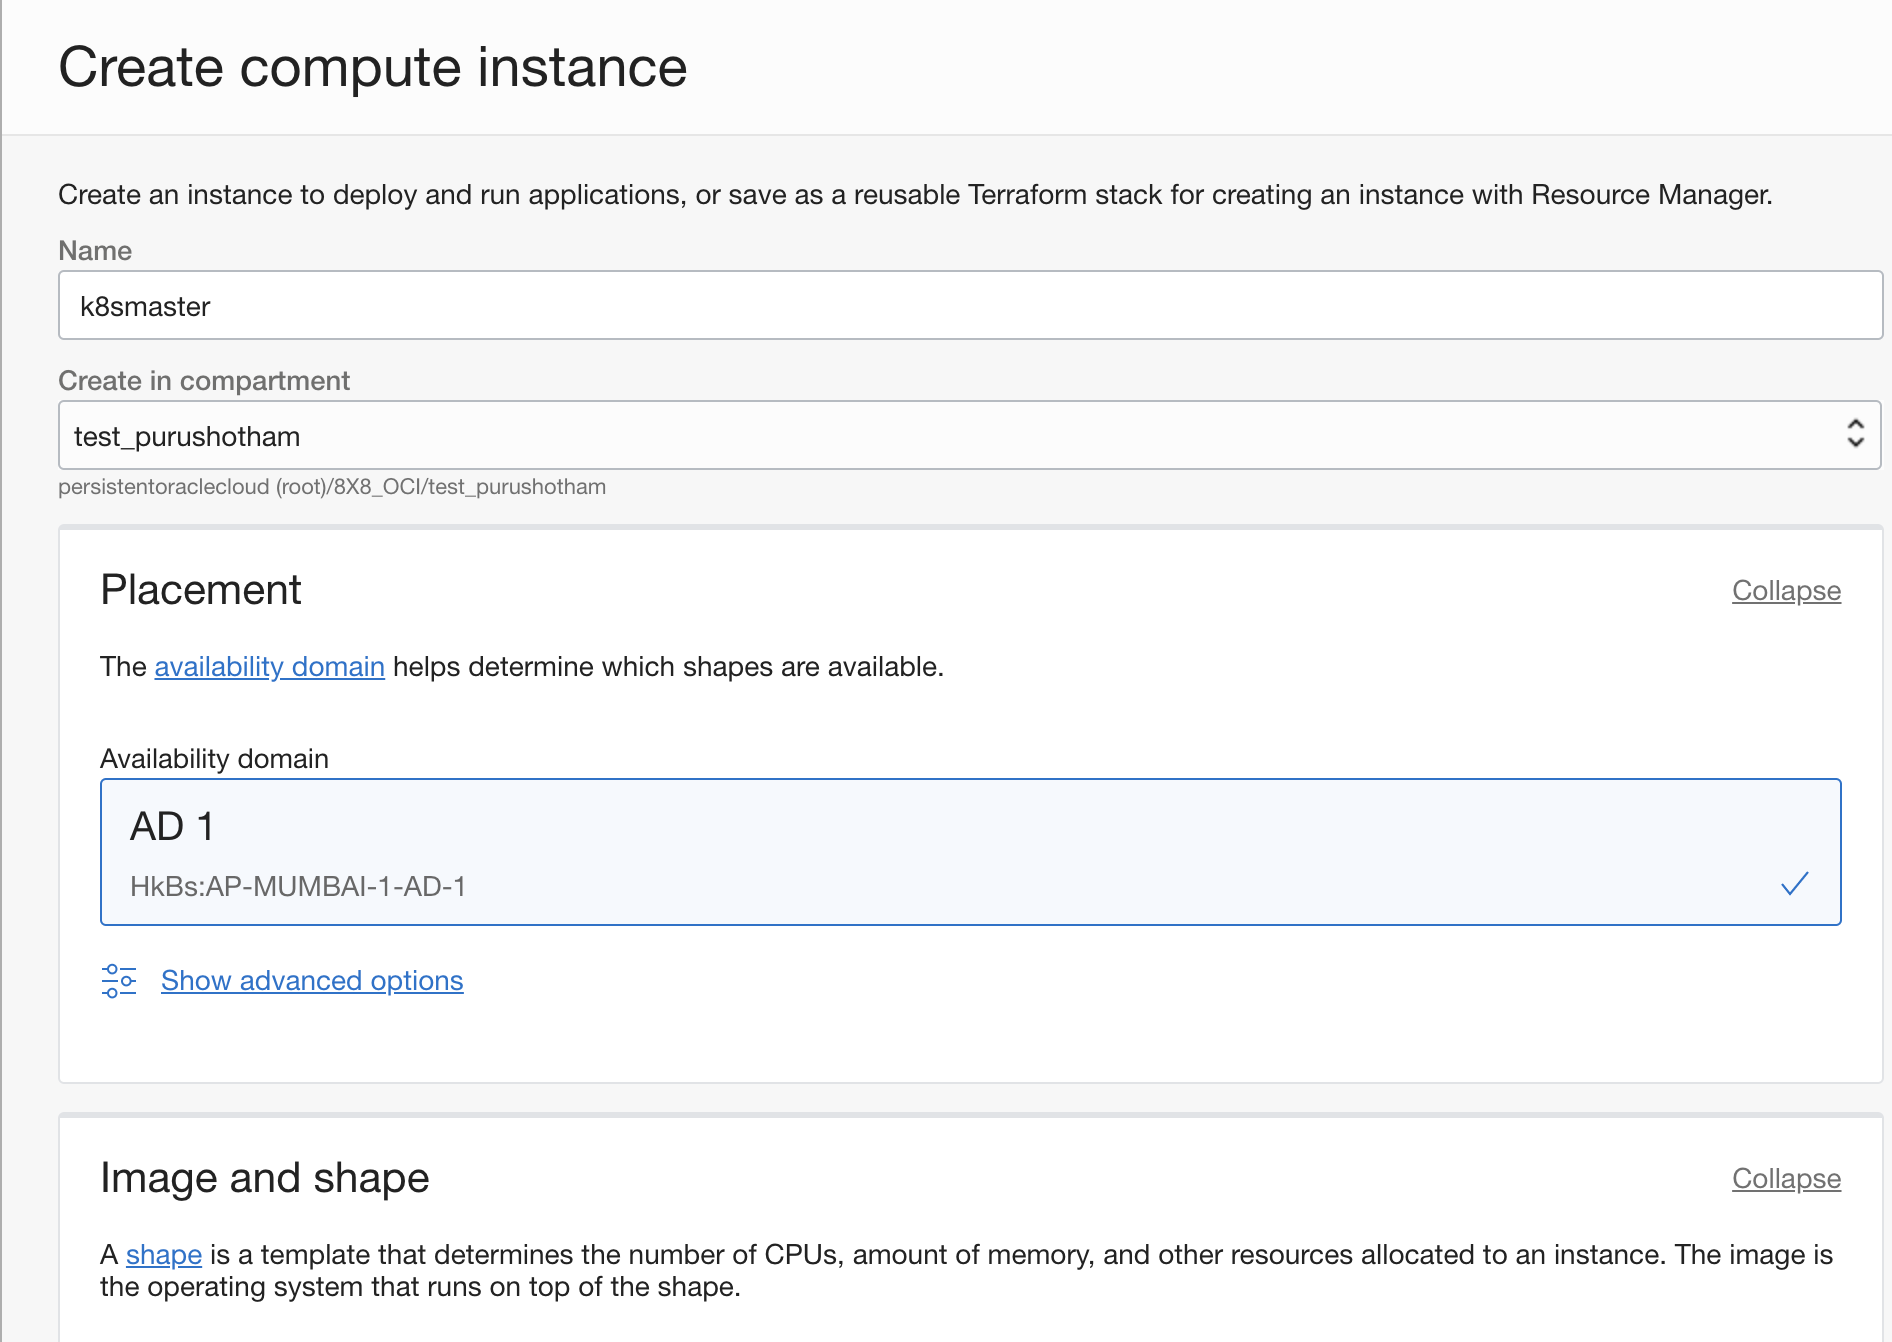 Create compute instance
Create an instance to deploy and run applications, or save as a reusable Terraform stack for creating an instance with Resource Manager.
Name
k8smaster
Create in compartment
test_purushotham
persistentoraclecloud (root)/8X8_OCI/test_purushotham
Placement
Collapse
The availability domain helps determine which shapes are available.
Availability domain
AD 1
HkBs:AP-MUMBAI-1-AD-1
Show advanced options
Image and shape
Collapse
A shape is a template that determines the number of CPUs, amount of memory, and other resources allocated to an instance. The image is
the operating system that runs on top of the shape.